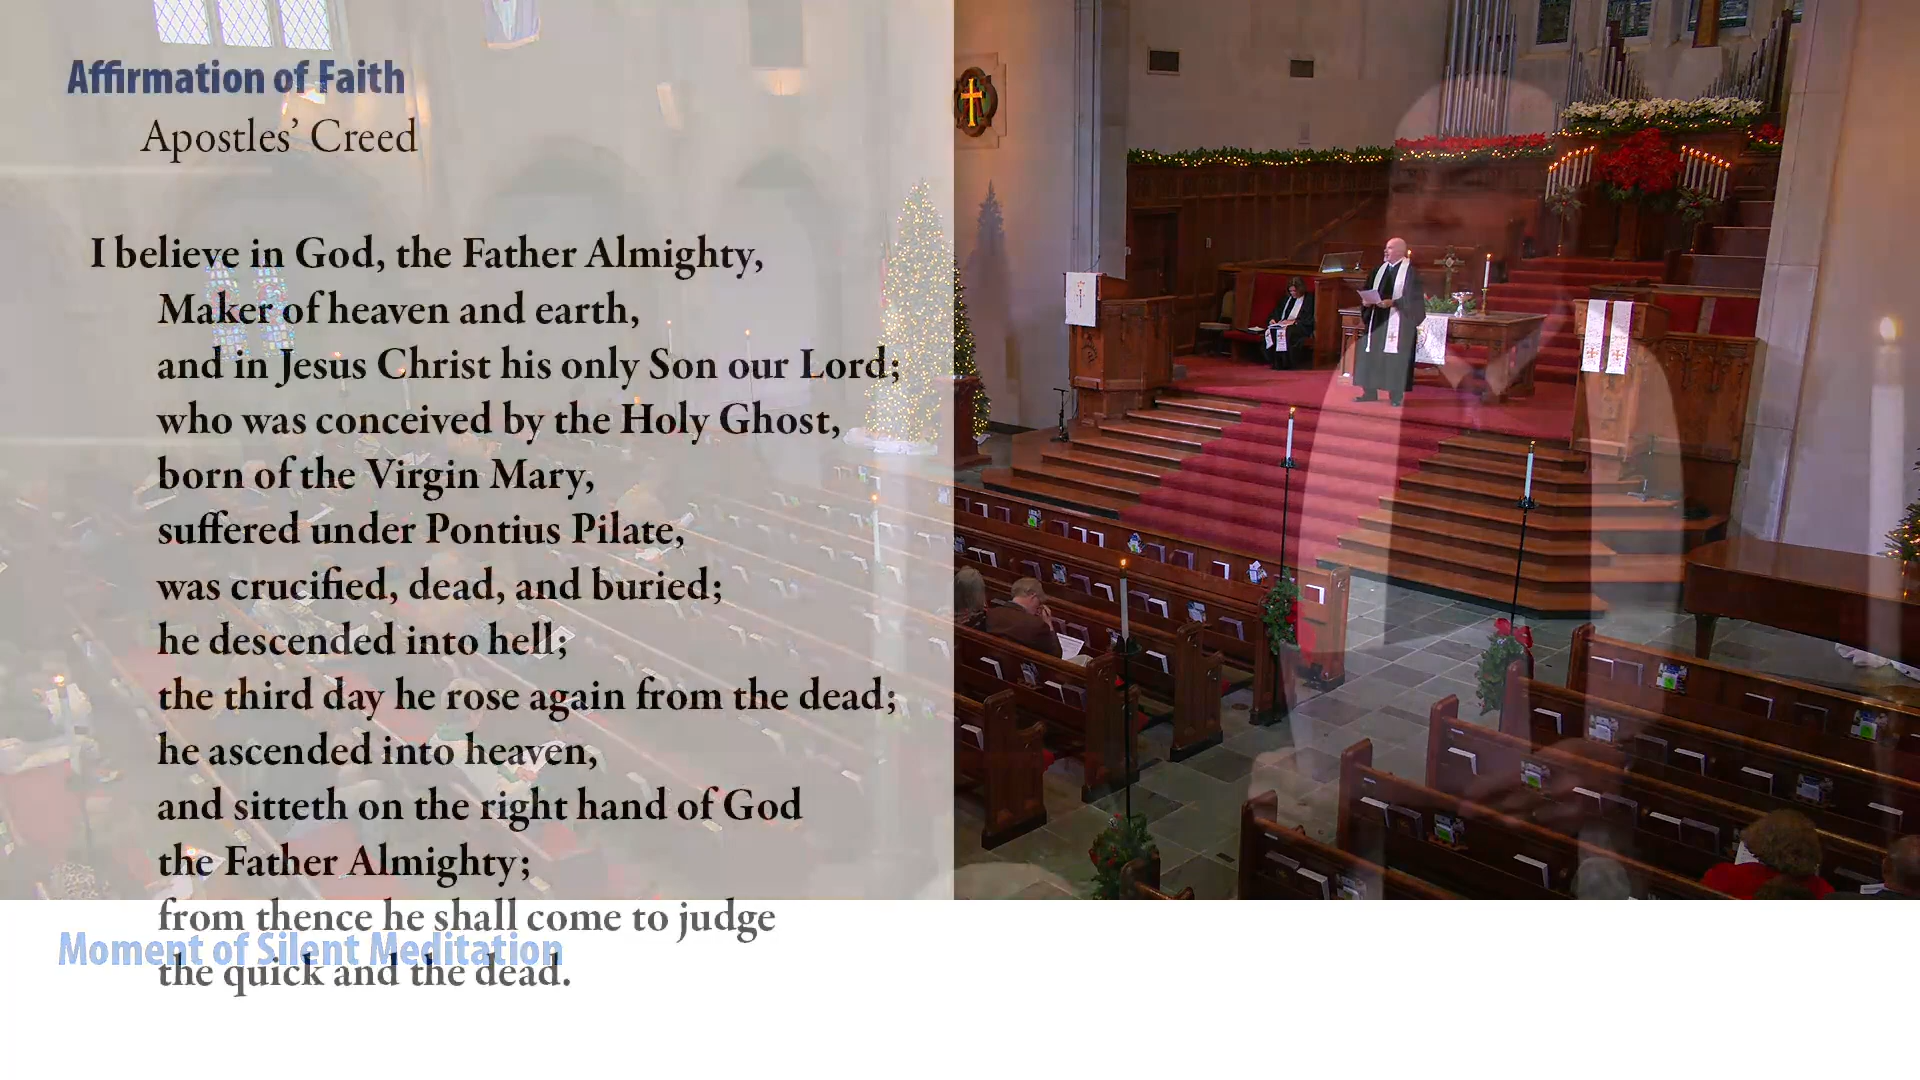 Affirmation of Faith
Apostles’ Creed
I believe in God, the Father Almighty,
Maker of heaven and earth,
and in Jesus Christ his only Son our Lord;
who was conceived by the Holy Ghost,
born of the Virgin Mary,
suffered under Pontius Pilate,
was crucified, dead, and buried;
he descended into hell;
the third day he rose again from the dead;
he ascended into heaven,
and sitteth on the right hand of God
the Father Almighty;
from thence he shall come to judge
the quick and the dead.
Moment of Silent Meditation